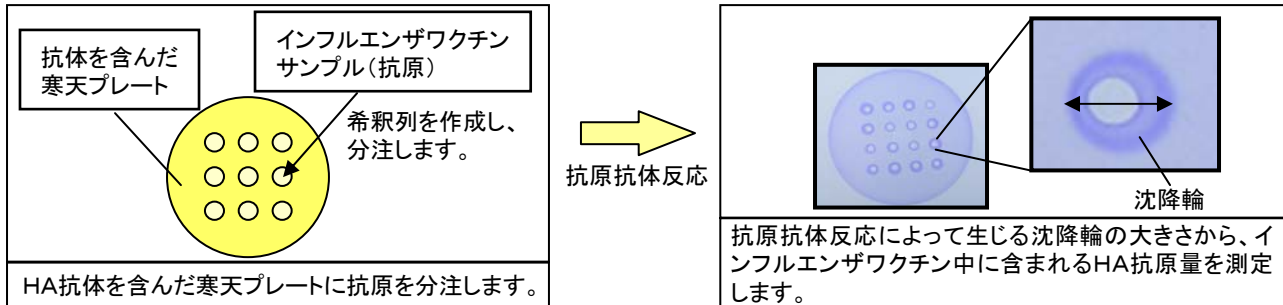 抗体を含んだ
寒天プレート
インフルエンザワクチン
サンプル(抗原)
希釈列を作成し、
分注します。
HA抗体を含んだ寒天プレートに抗原を分注します。
抗原抗体反応
沈降輪
抗原抗体反応によって生じる沈降輪の大きさから、イ
ンフルエンザワクチン中に含まれるHA抗原量を測定
します。